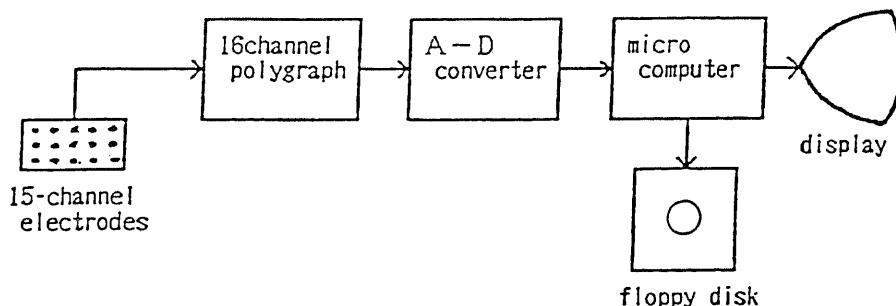 16channel
polygraph
A-D
converter
micro
computer
display
15-channel
electrodes
floppy disk